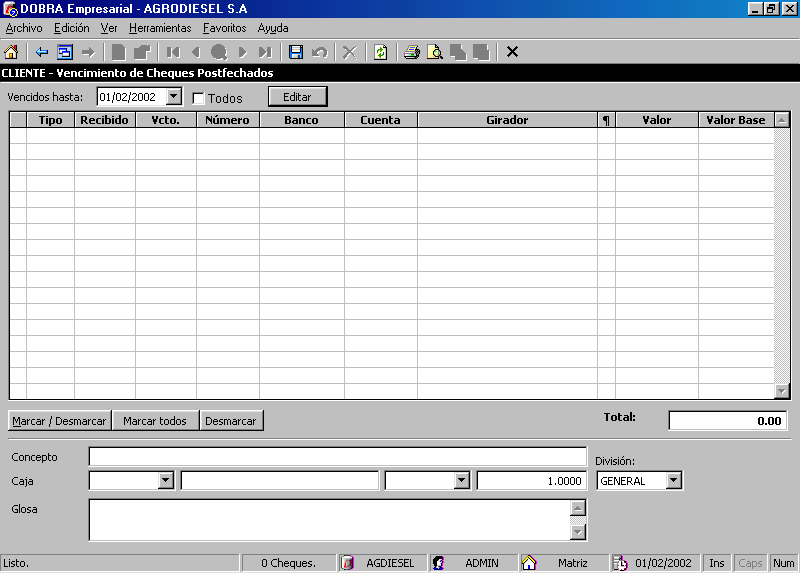 DOBRA Empresarial - AGRODIESEL S.A
Archivo Edición Ver Herramientas Favoritos Ayuda
CLIENTE - Vencimiento de Cheques Postfechados
Vencidos hasta: 01/02/2002 Todos Editar
Tipo Recibido Vcto. Número Banco Cuenta Girador ¶ Valor Valor Base
Marcar / Desmarcar Marcar todos Desmarcar Total: 0.00
Concepto
División:
Caja 1.0000 GENERAL
Glosa
Listo. 0 Cheques. AGDIESEL ADMIN Matriz 01/02/2002 Ins Caps Num